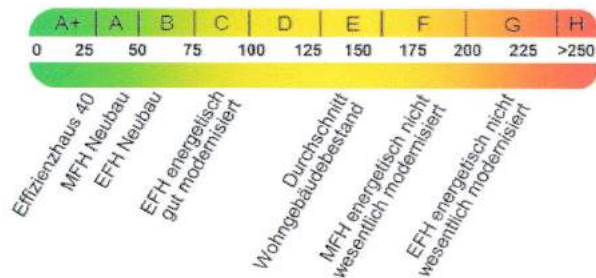 A+ A B C D E F G H
0 25 50 75 100 125 150 175 200 225 >250
Effizienzhaus 40
MFH Neubau
EFH Neubau
EFH energetisch
gut modernisiert
Durchschnitt
Wohngebäudebestand
MFH energetisch nicht
wesentlich modernisiert
EFH energetisch nicht
wesentlich modernisiert